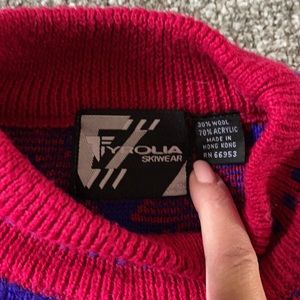 TYROLIA
SKIWEAR
30% WOOL
70% ACRYLIC
MADE IN
HONG KONG
RN 66953